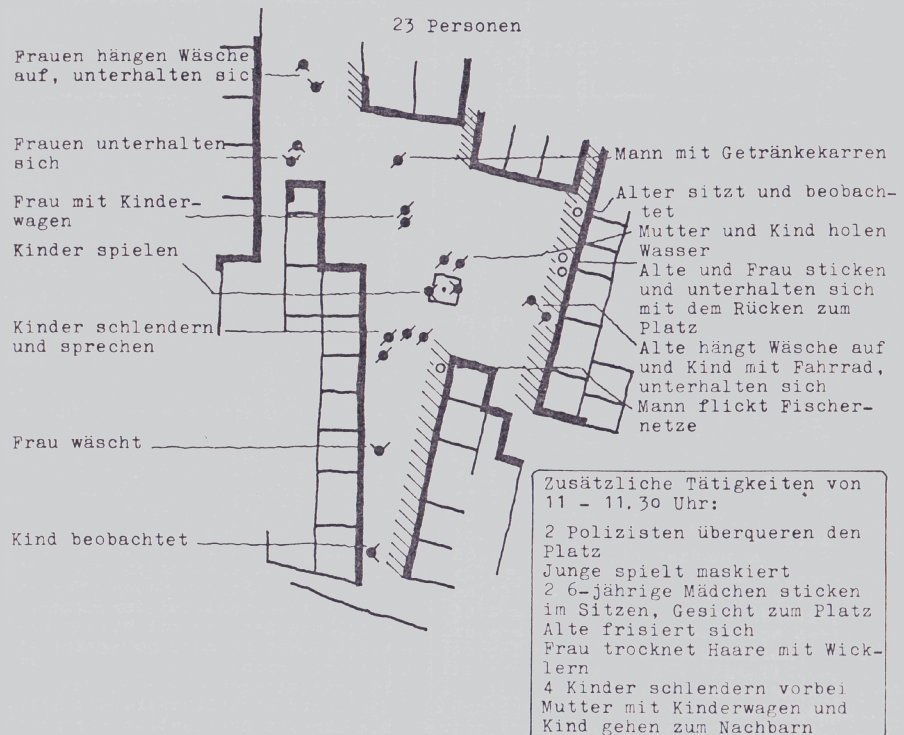 23 Personen
Frauen hängen Wäsche
auf, unterhalten sic
Frauen unterhalten
sich
Frau mit Kinder-
wagen
Kinder spielen
Kinder schlendern
und sprechen
Frau wäscht
Kind beobachtet
Mann mit Getränkekarren
Alter sitzt und beobach-
tet
Mutter und Kind holen
Wasser
Alte und Frau sticken
und unterhalten sich
mit dem Rücken zum
Platz
Alte hängt Wäsche auf
und Kind mit Fahrrad,
unterhalten sich
Mann flickt Fischer-
netze
Zusätzliche Tätigkeiten von
11 - 11.30 Uhr:
2 Polizisten überqueren den
Platz
Junge spielt maskiert
2 6-jährige Mädchen sticken
im Sitzen, Gesicht zum Platz
Alte frisiert sich
Frau trocknet Haare mit Wick-
lern
4 Kinder schlendern vorbei
Mutter mit Kinderwagen und
Kind gehen zum Nachbarn